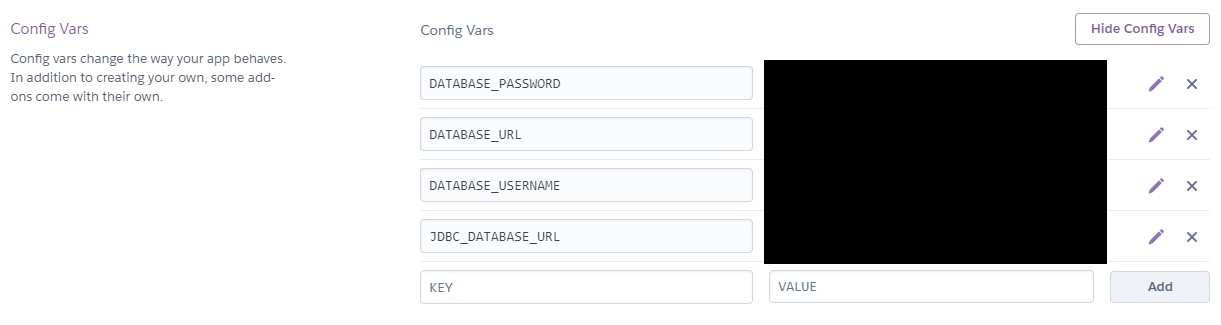 Config Vars
Config vars change the way your app behaves.
In addition to creating your own, some add-
ons come with their own.
Config Vars
Hide Config Vars
DATABASE_PASSWORD
DATABASE_URL
DATABASE_USERNAME
JDBC_DATABASE_URL
KEY
VALUE
Add